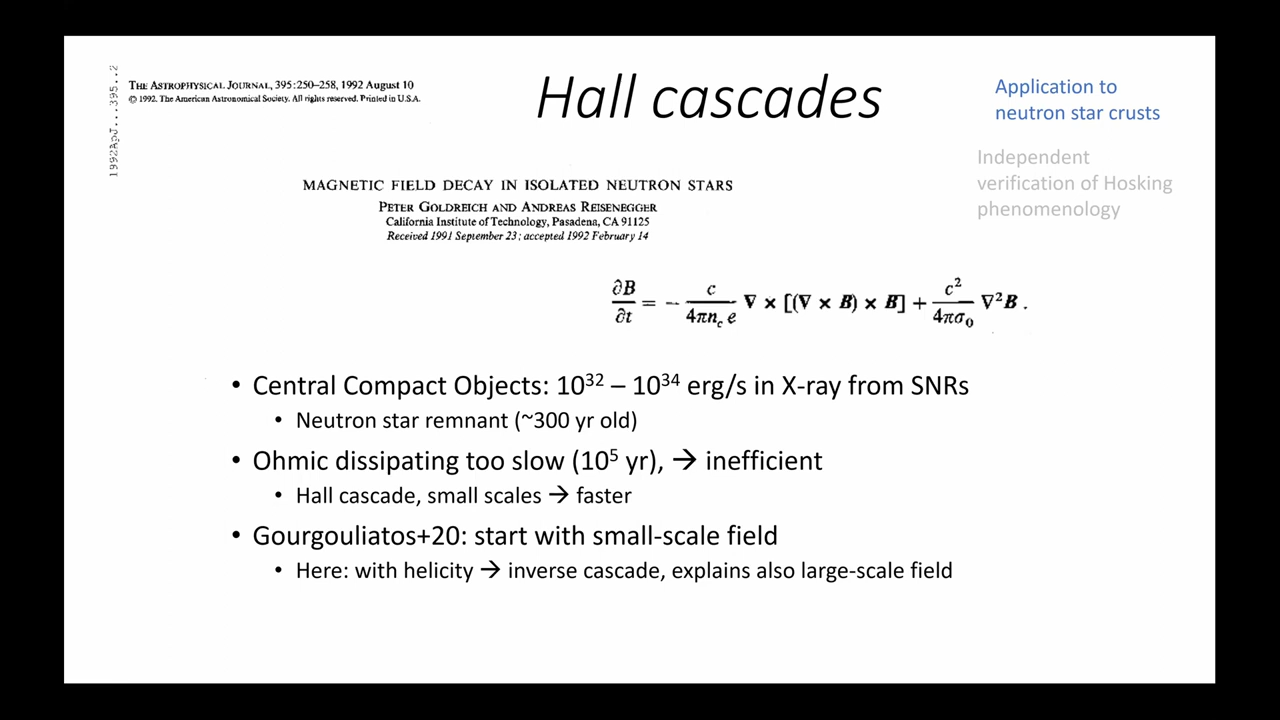 1992ApJ...395..2
THE ASTROPHYSICAL JOURNAL, 395:250–258, 1992 August 10
© 1992. The American Astronomical Society. All rights reserved. Printed in U.S.A.
Hall cascades
Application to
neutron star crusts
Independent
verification of Hosking
phenomenology
MAGNETIC FIELD DECAY IN ISOLATED NEUTRON STARS
PETER GOLDREICH AND ANDREAS REISENEGGER
California Institute of Technology, Pasadena, CA 91125
Received 1991 September 23; accepted 1992 February 14
∂B/∂t = − c/(4πn_c e) ∇ × [(∇ × B) × B] + c²/(4πσ₀) ∇²B .
• Central Compact Objects: 10³² – 10³⁴ erg/s in X-ray from SNRs
• Neutron star remnant (~300 yr old)
• Ohmic dissipating too slow (10⁵ yr), → inefficient
• Hall cascade, small scales → faster
• Gourgouliatos+20: start with small-scale field
• Here: with helicity → inverse cascade, explains also large-scale field